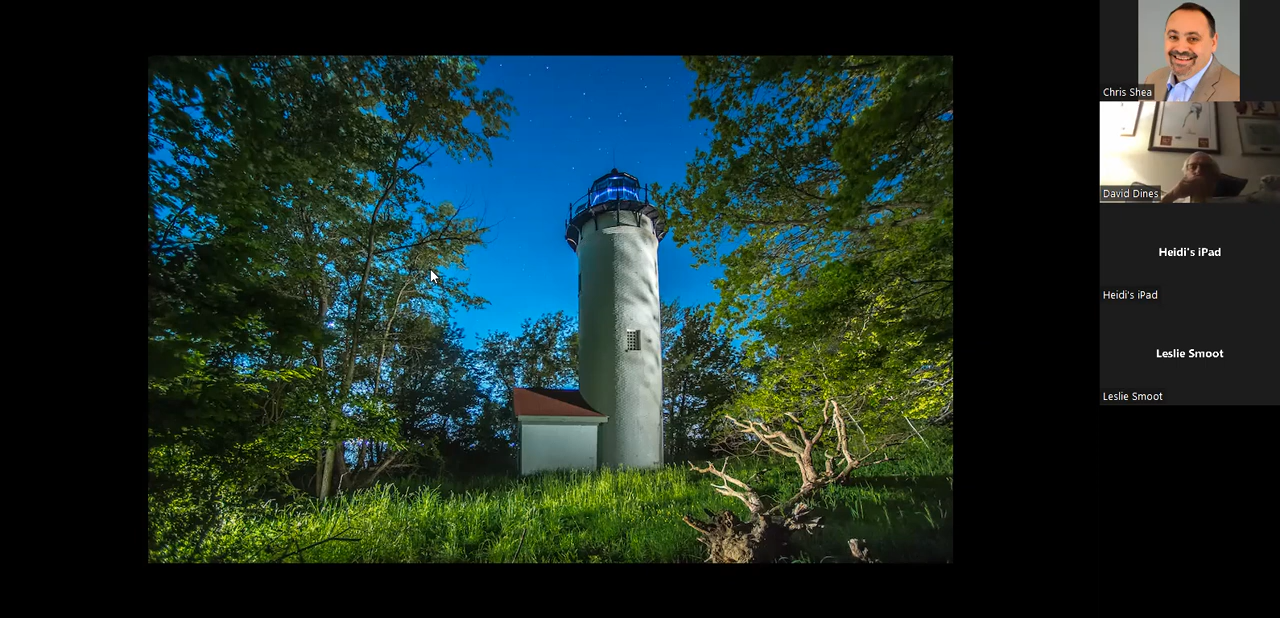 Chris Shea
David Dines
Heidi's iPad
Heidi's iPad
Leslie Smoot
Leslie Smoot